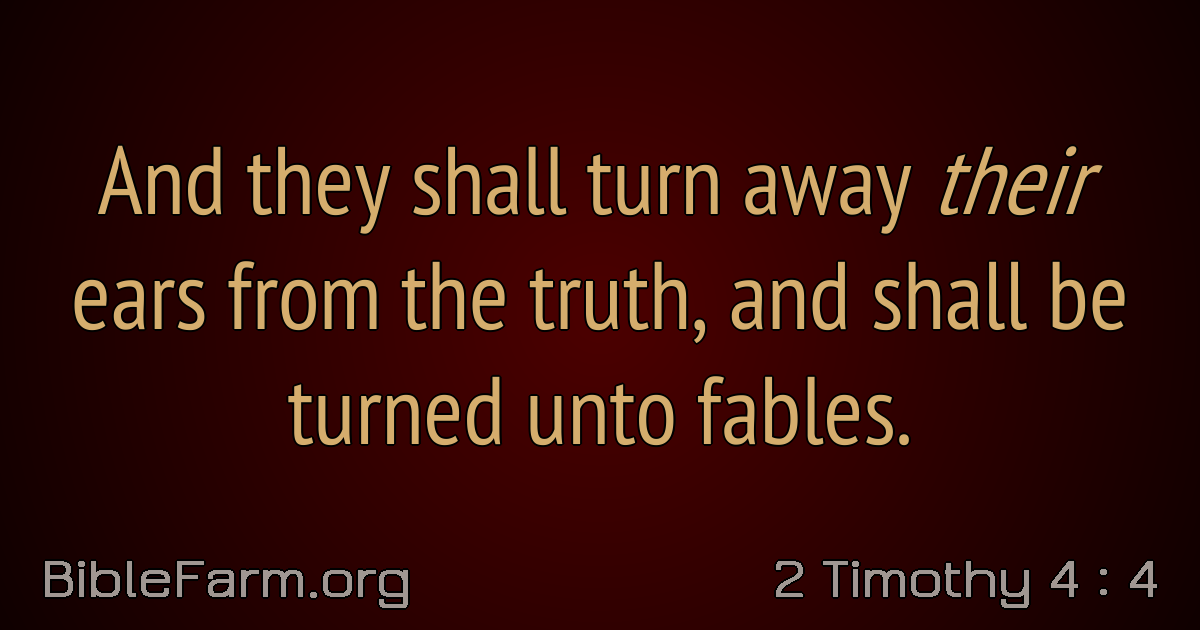 And they shall turn away their
ears from the truth, and shall be
turned unto fables.
BibleFarm.org
2 Timothy 4 : 4